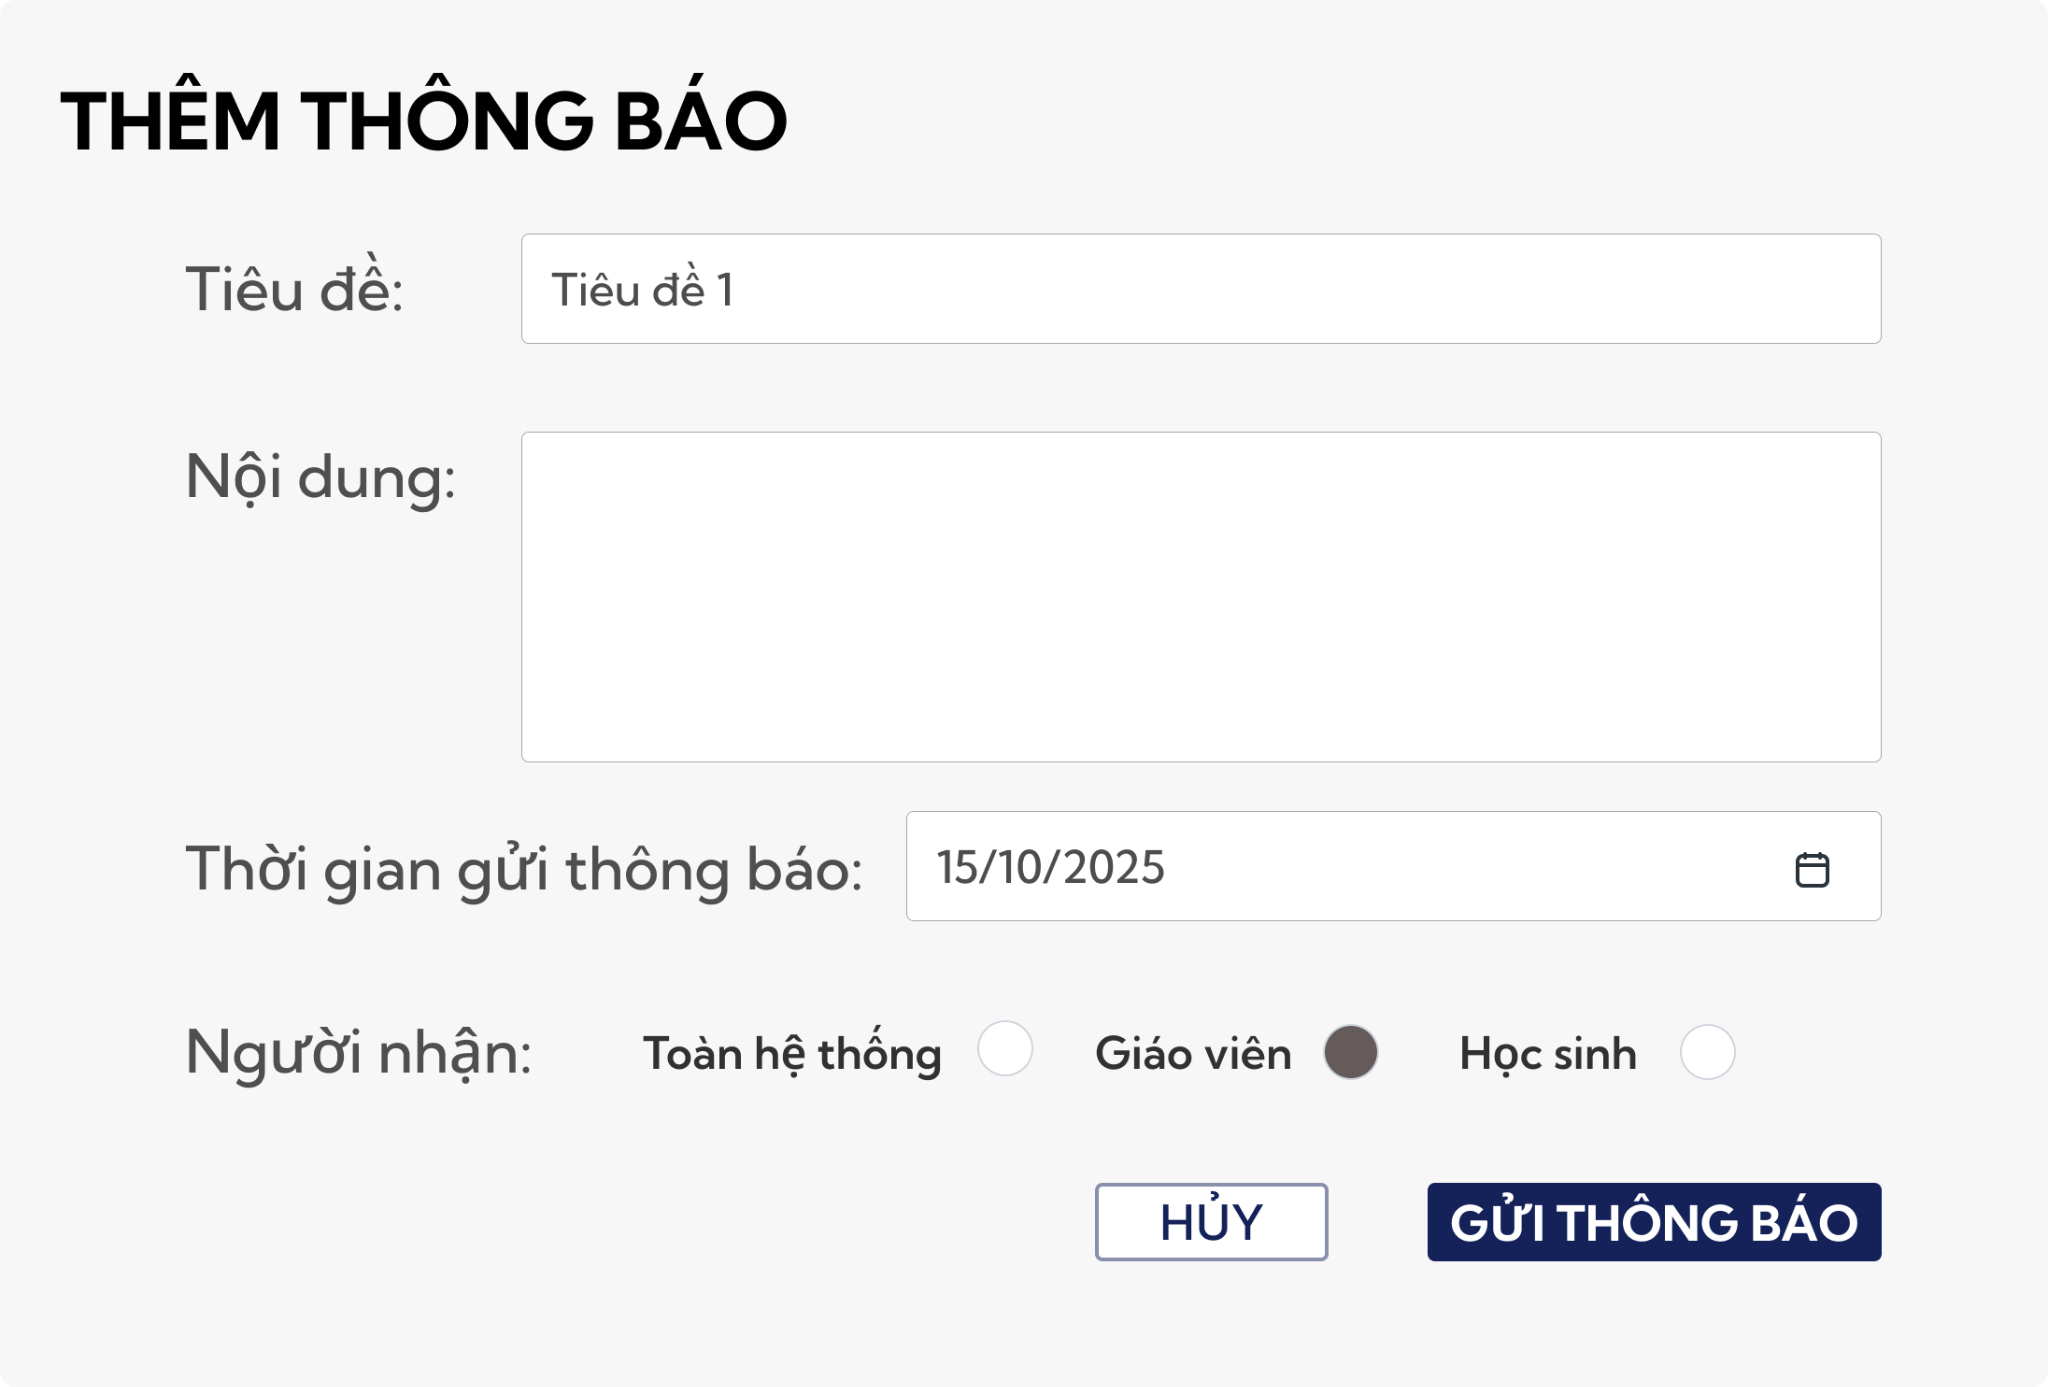 THÊM THÔNG BÁO
Tiêu đề:
Tiêu đề 1
Nội dung:
Thời gian gửi thông báo:
15/10/2025
Người nhận:
Toàn hệ thống
Giáo viên
Học sinh
HỦY
GỬI THÔNG BÁO